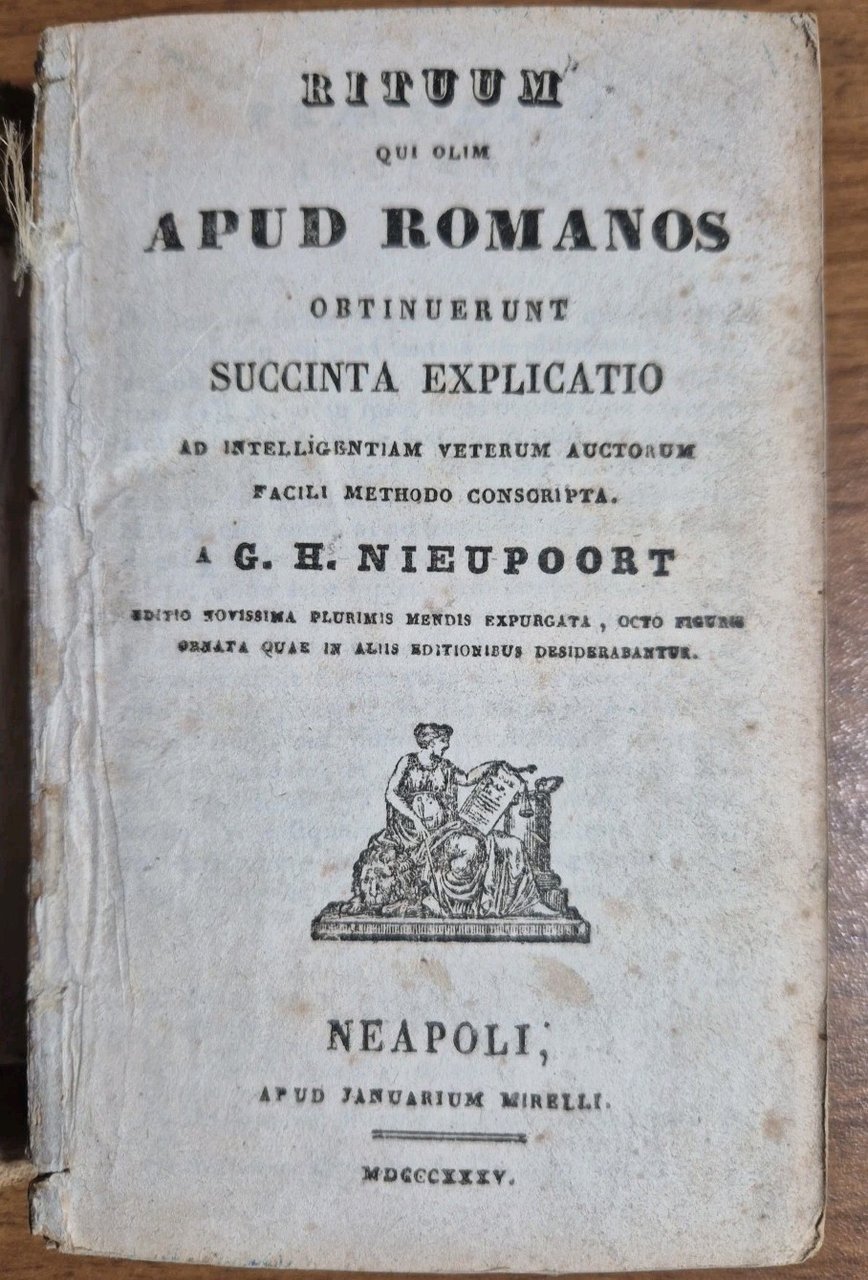 RITUUM
QUI OLIM
APUD ROMANOS
OBTINUERUNT
SUCCINTA EXPLICATIO
AD INTELLIGENTIAM VETERUM AUCTORUM
FACILI METHODO CONSCRIPTA.
A G. H. NIEUPOORT
EDITIO NOVISSIMA PLURIMIS MENDIS EXPURGATA, OCTO FIGURIS
ORNATA QUAE IN ALIIS EDITIONIBUS DESIDERABANTUR.
NEAPOLI,
APUD JANUARIUM MIRELLI.
MDCCCXXXV.